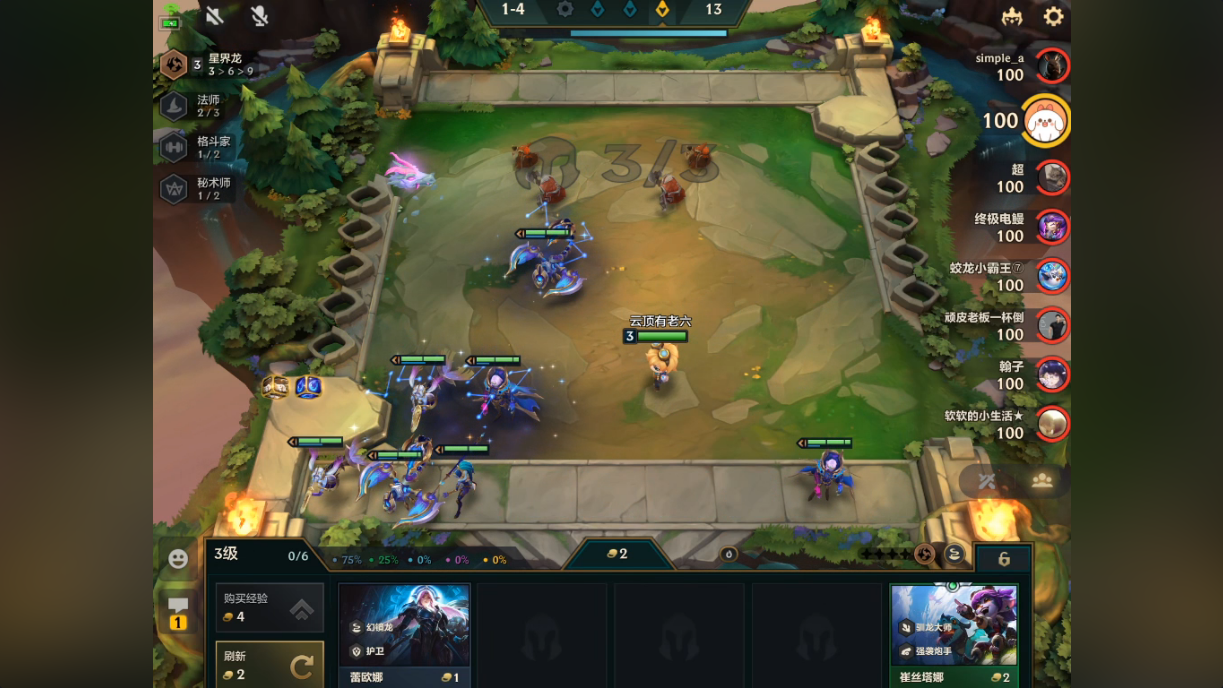 1-4
13
3
星界龙
3 > 6 > 9
法师
2 / 3
格斗家
1 / 2
秘术师
1 / 2
3/3
simple_a
100
100
超
100
终极电鳗
100
蛟龙小霸王⑦
100
顽皮老板一杯倒
100
翰子
100
软软的小生活★
100
云顶有老六
3
3级
0/6
75%
25%
0%
0%
0%
2
6
购买经验
4
刷新
2
1
幻镜龙
护卫
蕾欧娜
1
驯龙大师
强袭炮手
崔丝塔娜
2